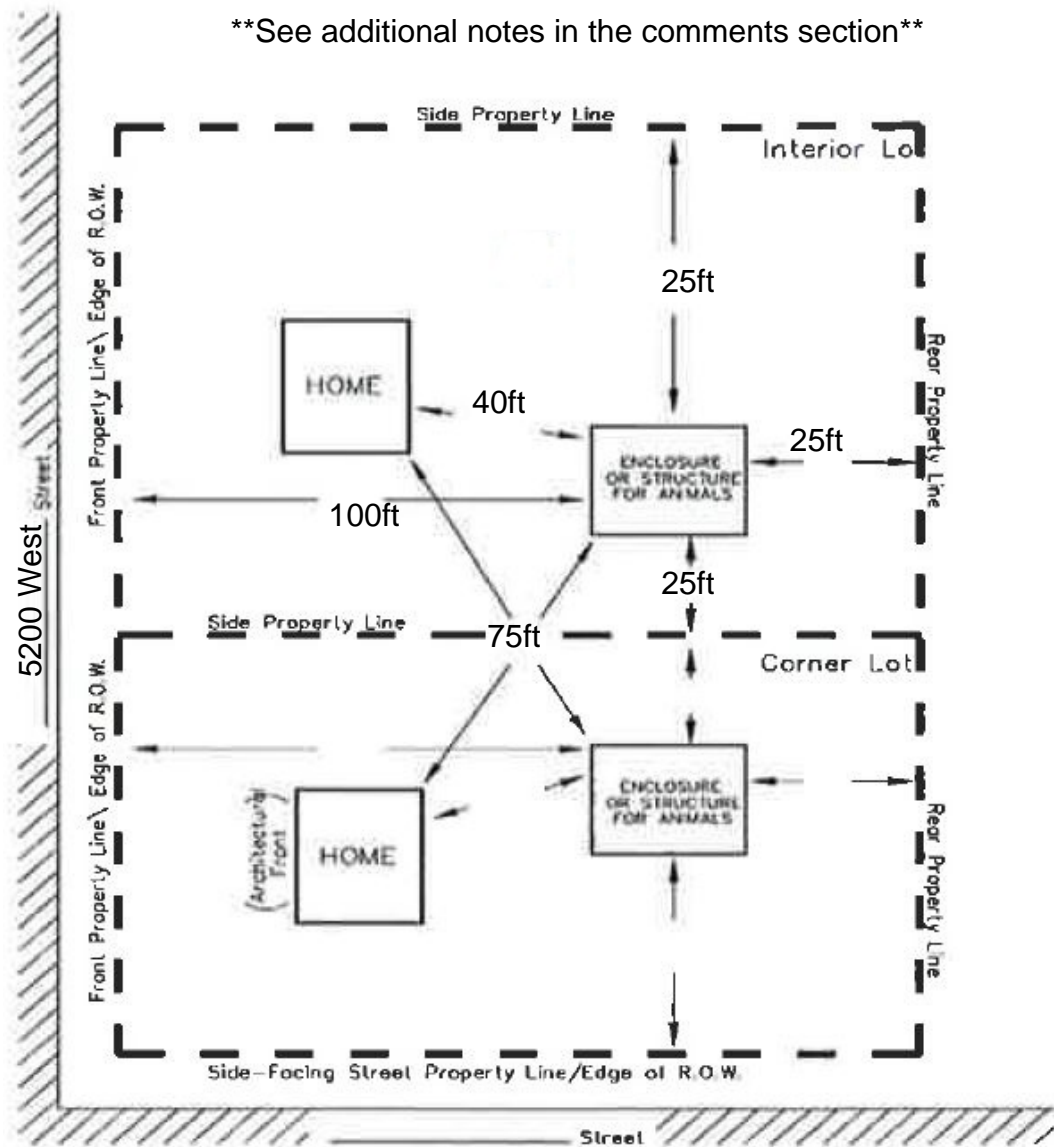 **See additional notes in the comments section**
Side Property Line
Interior Lo
Front Property Line\ Edge of R.O.W.
25ft
Rear Property Line
HOME
40ft
ENCLOSURE
OR STRUCTURE
FOR ANIMALS
25ft
100ft
5200 West
Street
25ft
Side Property Line
75ft
Corner Lot
Front Property Line\ Edge of R.O.W.
(Architectural
Front)
HOME
ENCLOSURE
OR STRUCTURE
FOR ANIMALS
Rear Property Line
Side-Facing Street Property Line/Edge of R.O.W.
Street